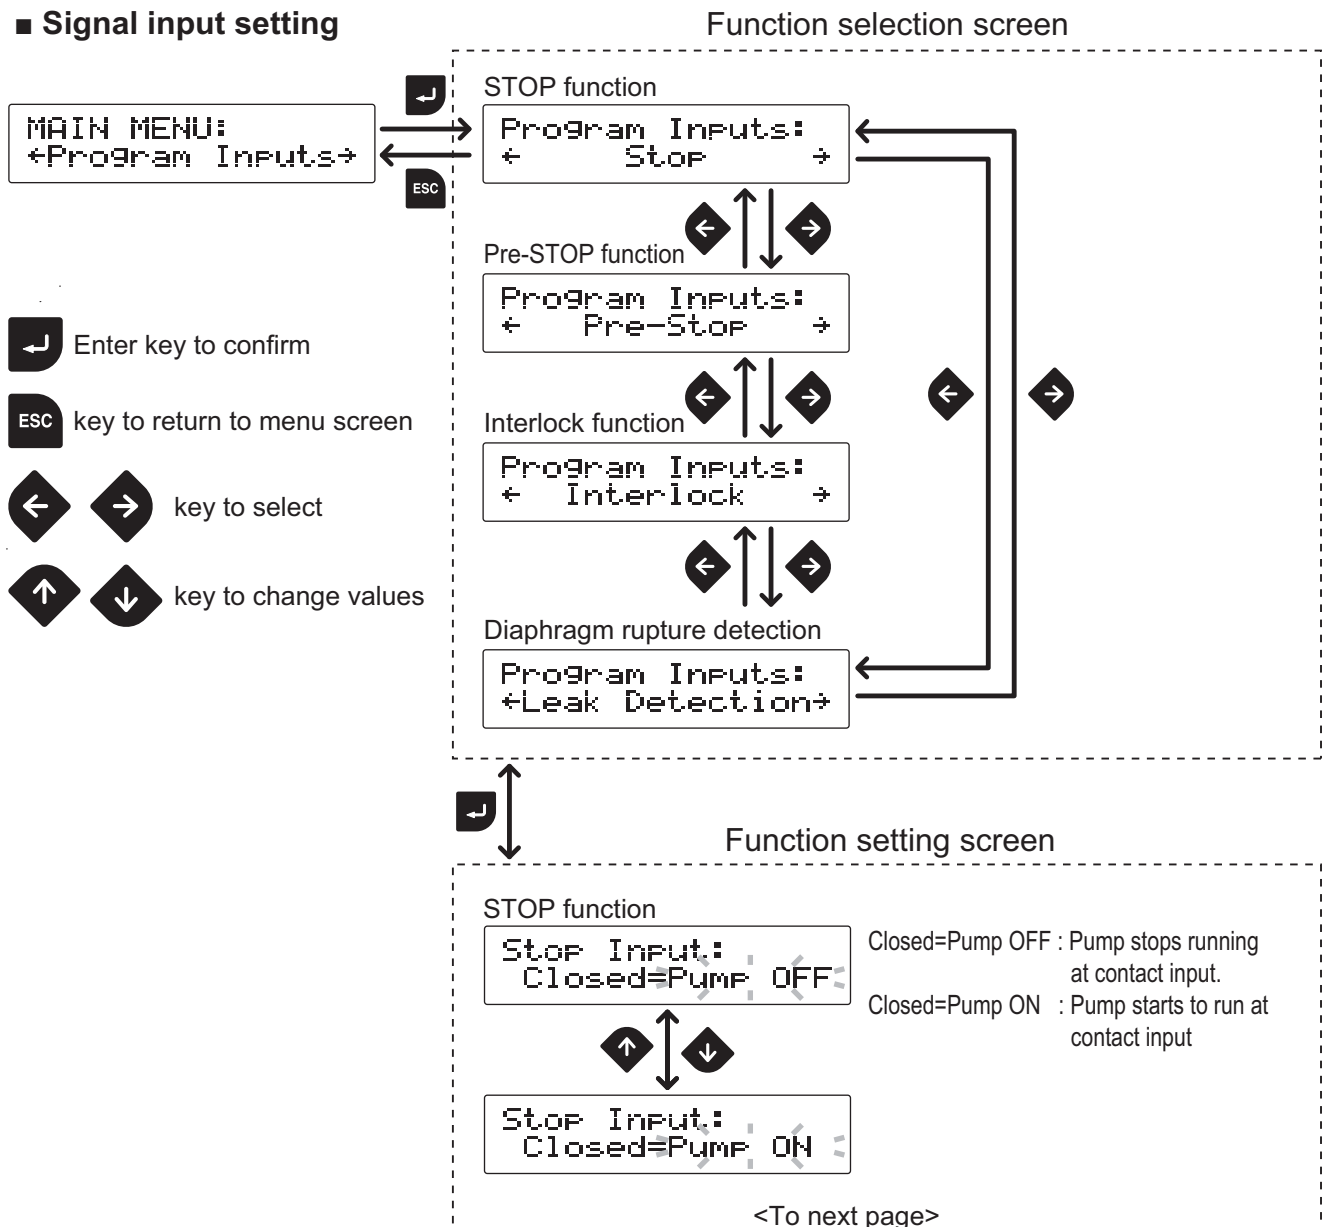 ■ Signal input setting
Function selection screen
STOP function
MAIN MENU:
←Program Inputs→
ESC
Program Inputs:
← Stop →
Pre-STOP function
Program Inputs:
← Pre-Stop →
Enter key to confirm
ESC key to return to menu screen
Interlock function
Program Inputs:
← Interlock →
key to select
key to change values
Diaphragm rupture detection
Program Inputs:
←Leak Detection→
Function setting screen
STOP function
Stop Input:
Closed=Pump OFF
Closed=Pump OFF : Pump stops running
at contact input.
Closed=Pump ON : Pump starts to run at
contact input
Stop Input:
Closed=Pump ON
<To next page>